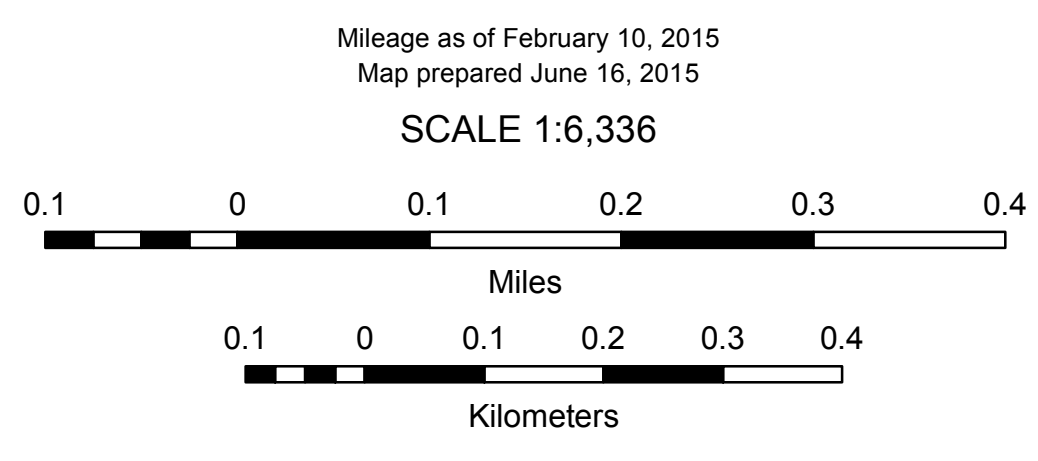 Mileage as of February 10, 2015
Map prepared June 16, 2015
SCALE 1:6,336
0.1 0 0.1 0.2 0.3 0.4
Miles
0.1 0 0.1 0.2 0.3 0.4
Kilometers